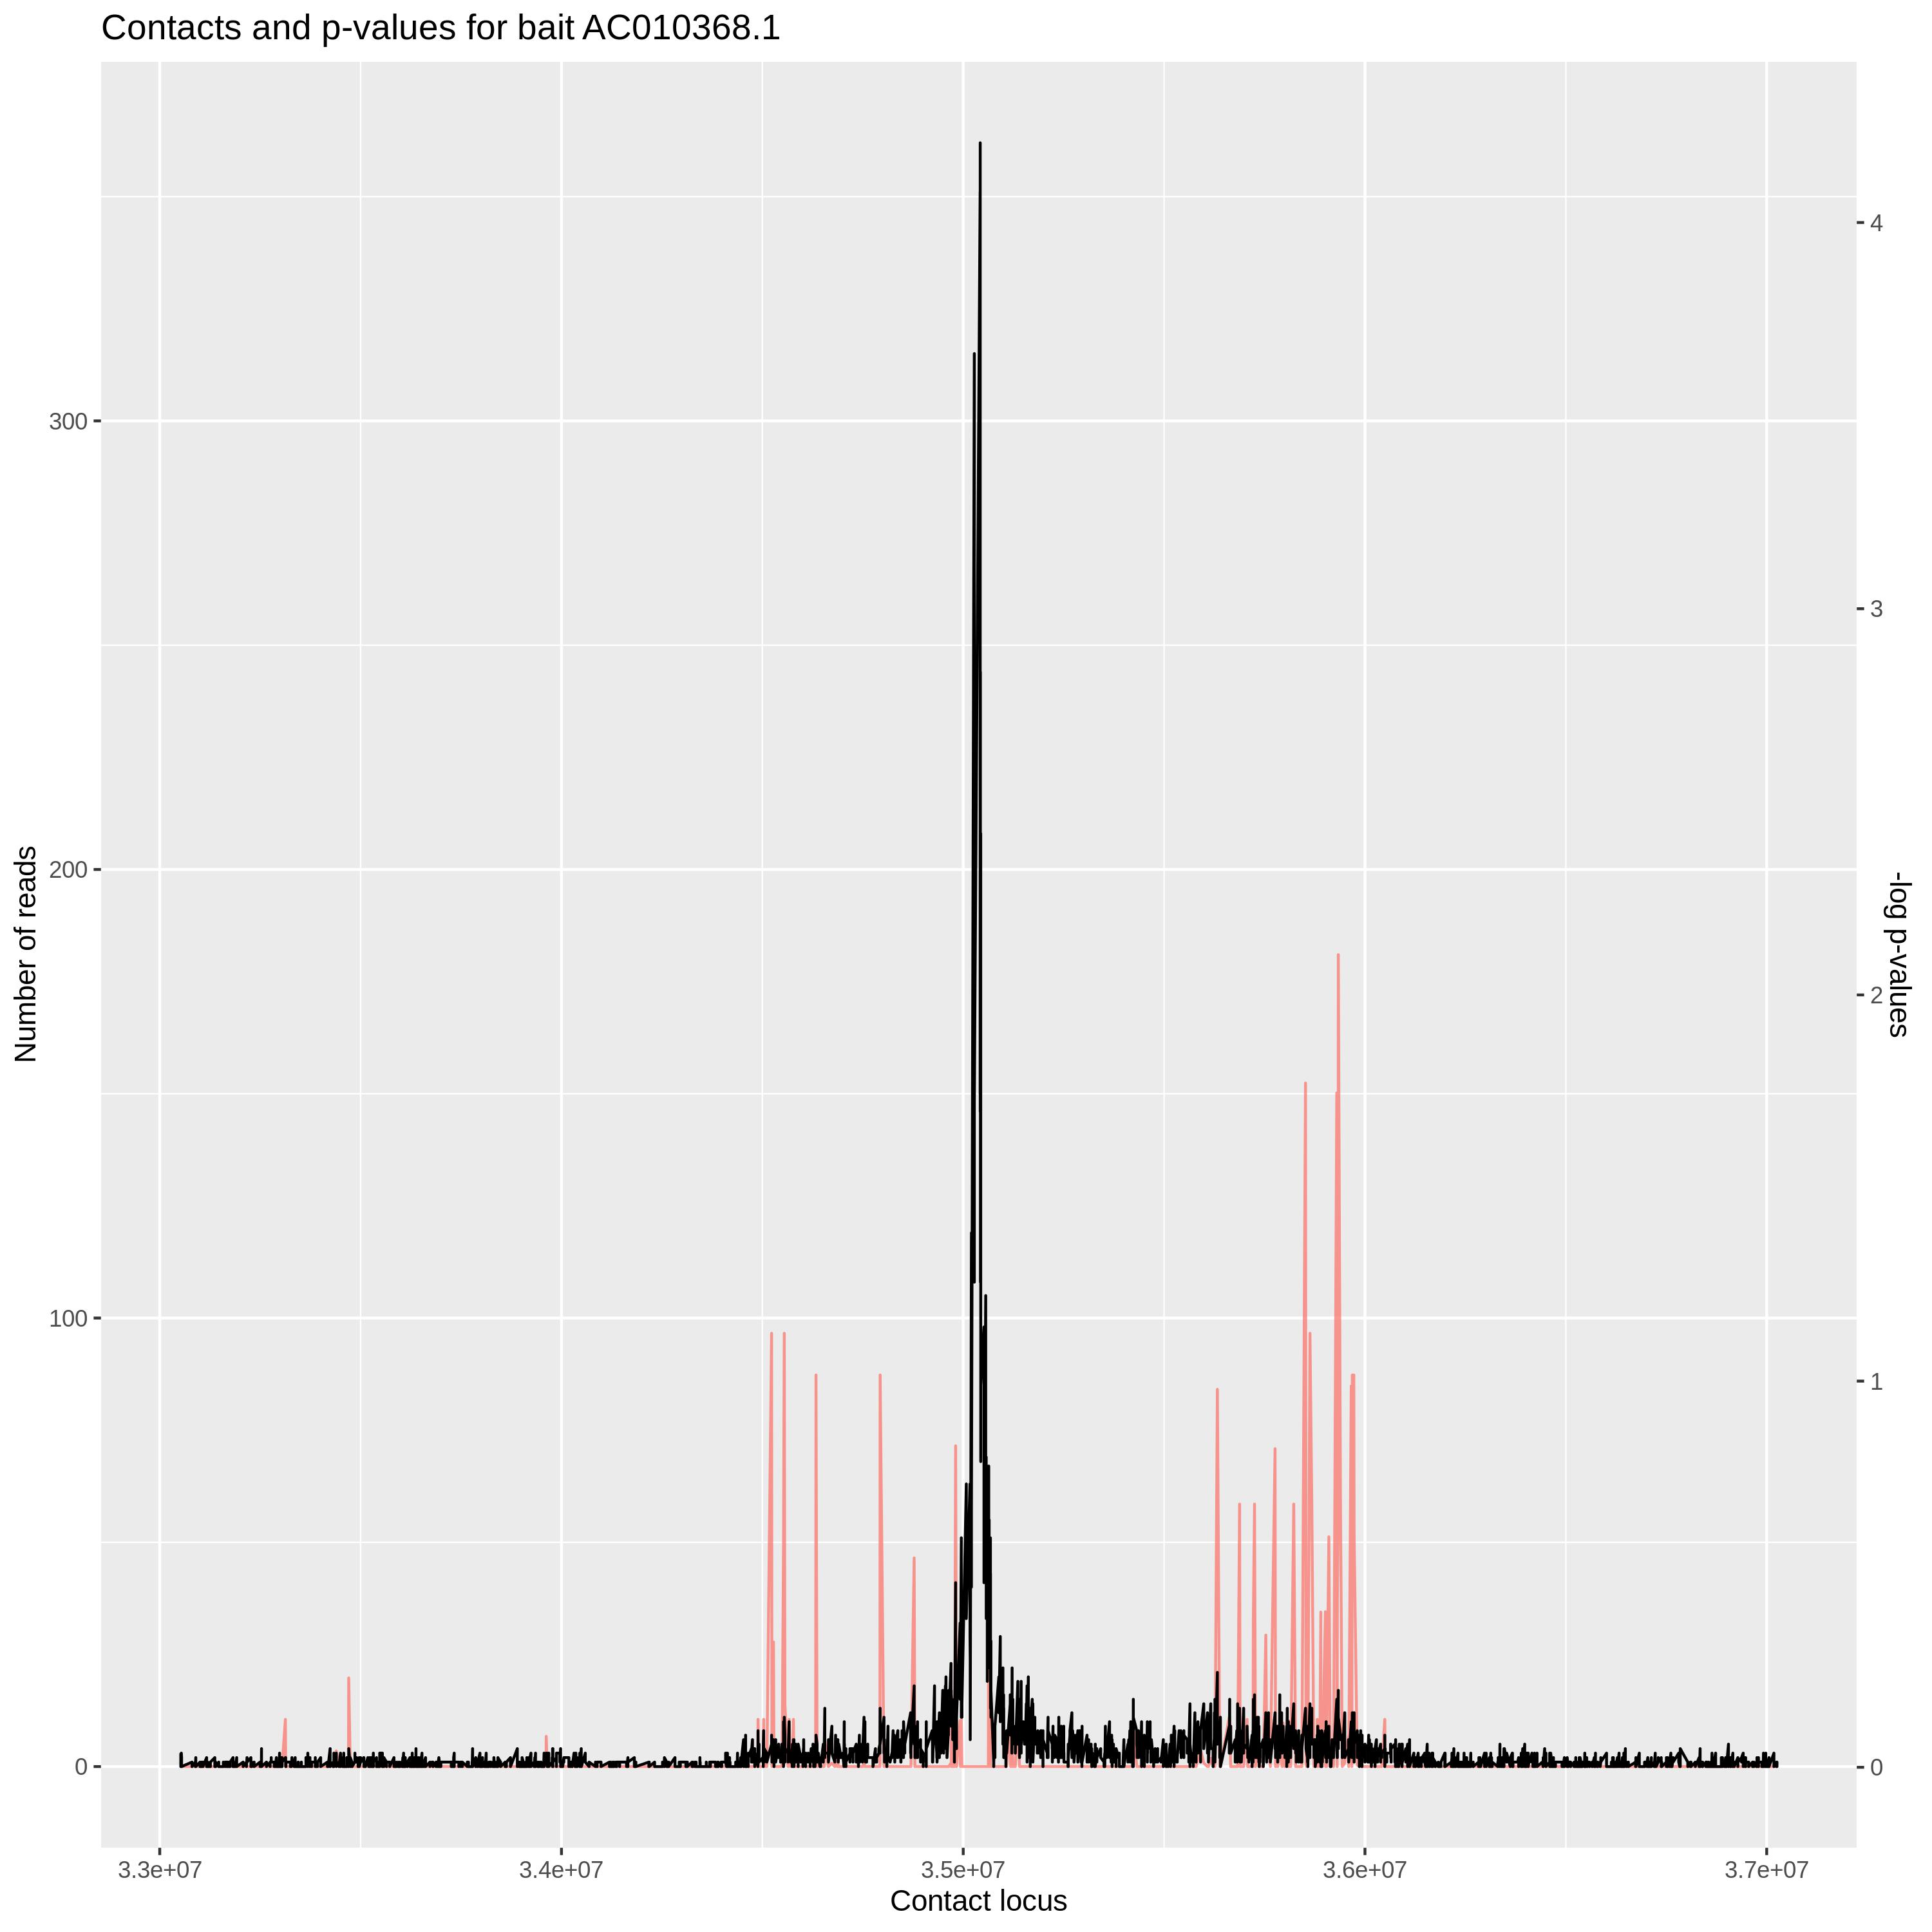 Contacts and p-values for bait AC010368.1
Number of reads
300
200
100
0
4
3
2
1
0
-log p-values
3.3e+07
3.4e+07
3.5e+07
3.6e+07
3.7e+07
Contact locus